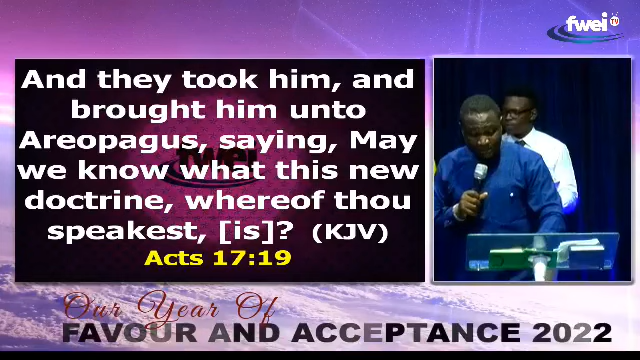 fwei TV
And they took him, and
brought him unto
Areopagus, saying, May
we know what this new
doctrine, whereof thou
speakest, [is]? (KJV)
Acts 17:19
Our Year Of
FAVOUR AND ACCEPTANCE 2022